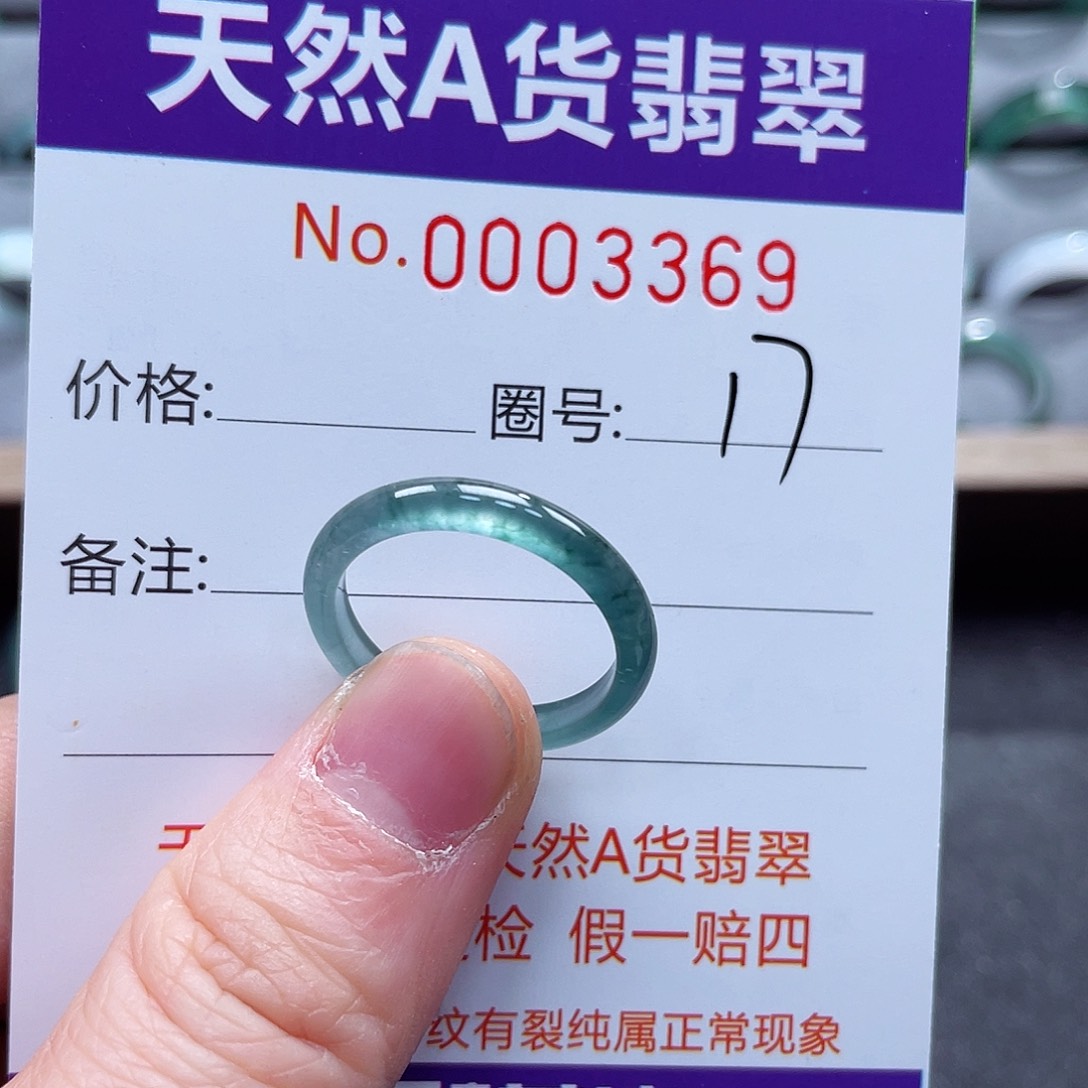 天然A货翡翠
No.0003369
价格: 圈号: 17
备注:
天然A货翡翠
检 假一赔四
纹有裂纯属正常现象